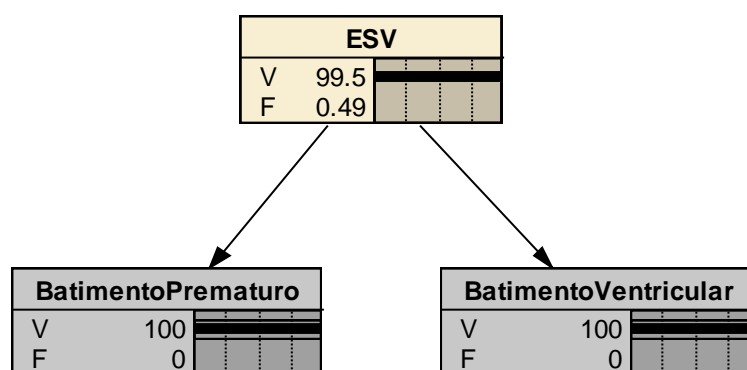 ESV
V 99.5
F 0.49
BatimentoPrematuro
V 100
F 0
BatimentoVentricular
V 100
F 0